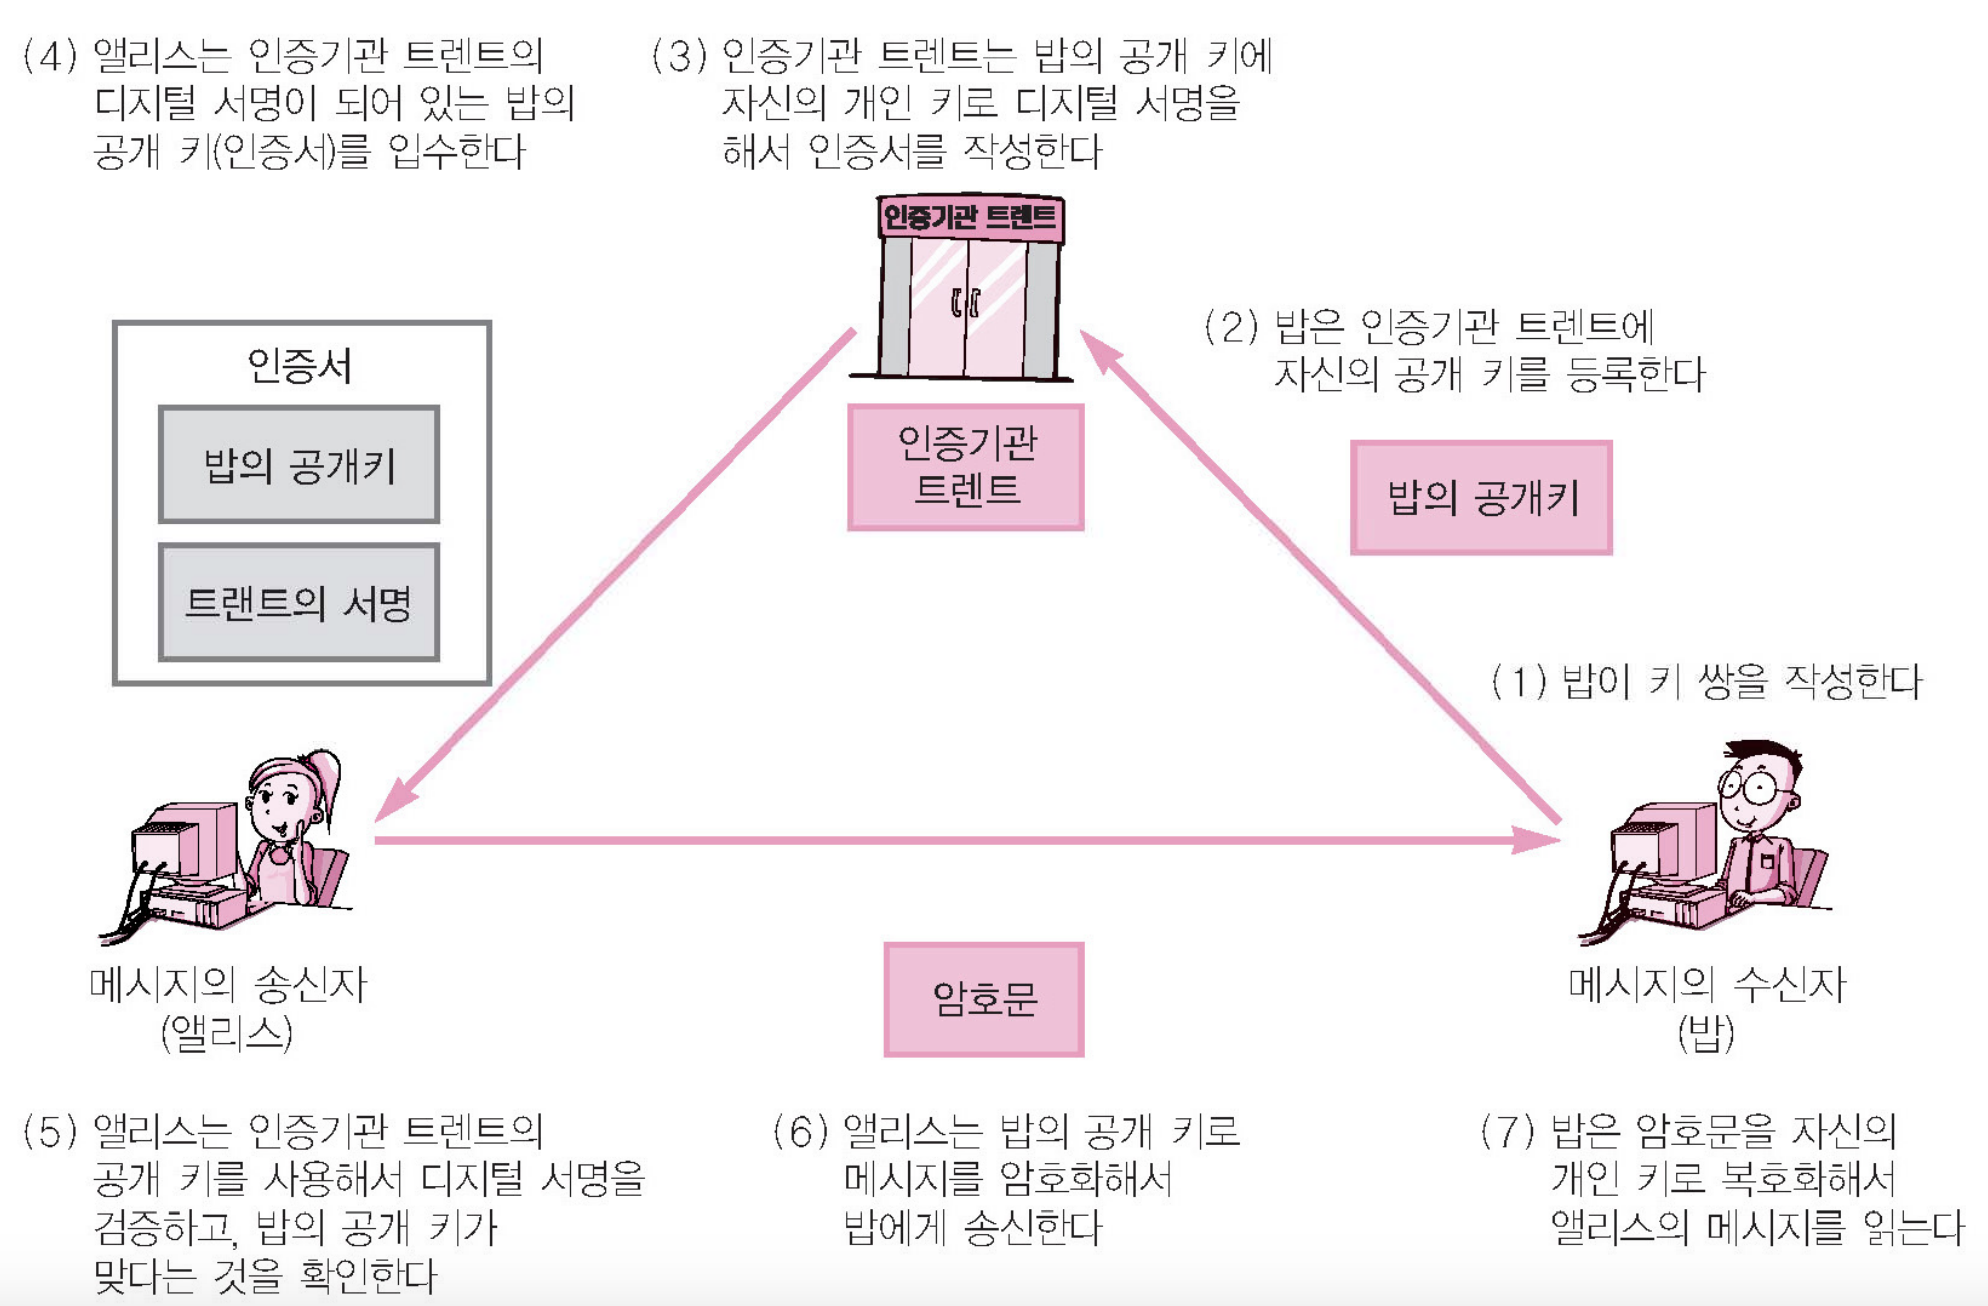 (4) 앨리스는 인증기관 트렌트의
디지털 서명이 되어 있는 밥의
공개 키(인증서)를 입수한다
(3) 인증기관 트렌트는 밥의 공개 키에
자신의 개인 키로 디지털 서명을
해서 인증서를 작성한다
인증기관 트렌트
인증기관
트렌트
(2) 밥은 인증기관 트렌트에
자신의 공개 키를 등록한다
밥의 공개키
인증서
밥의 공개키
트랜트의 서명
(1) 밥이 키 쌍을 작성한다
메시지의 송신자
(앨리스)
암호문
메시지의 수신자
(밥)
(5) 앨리스는 인증기관 트렌트의
공개 키를 사용해서 디지털 서명을
검증하고, 밥의 공개 키가
맞다는 것을 확인한다
(6) 앨리스는 밥의 공개 키로
메시지를 암호화해서
밥에게 송신한다
(7) 밥은 암호문을 자신의
개인 키로 복호화해서
앨리스의 메시지를 읽는다